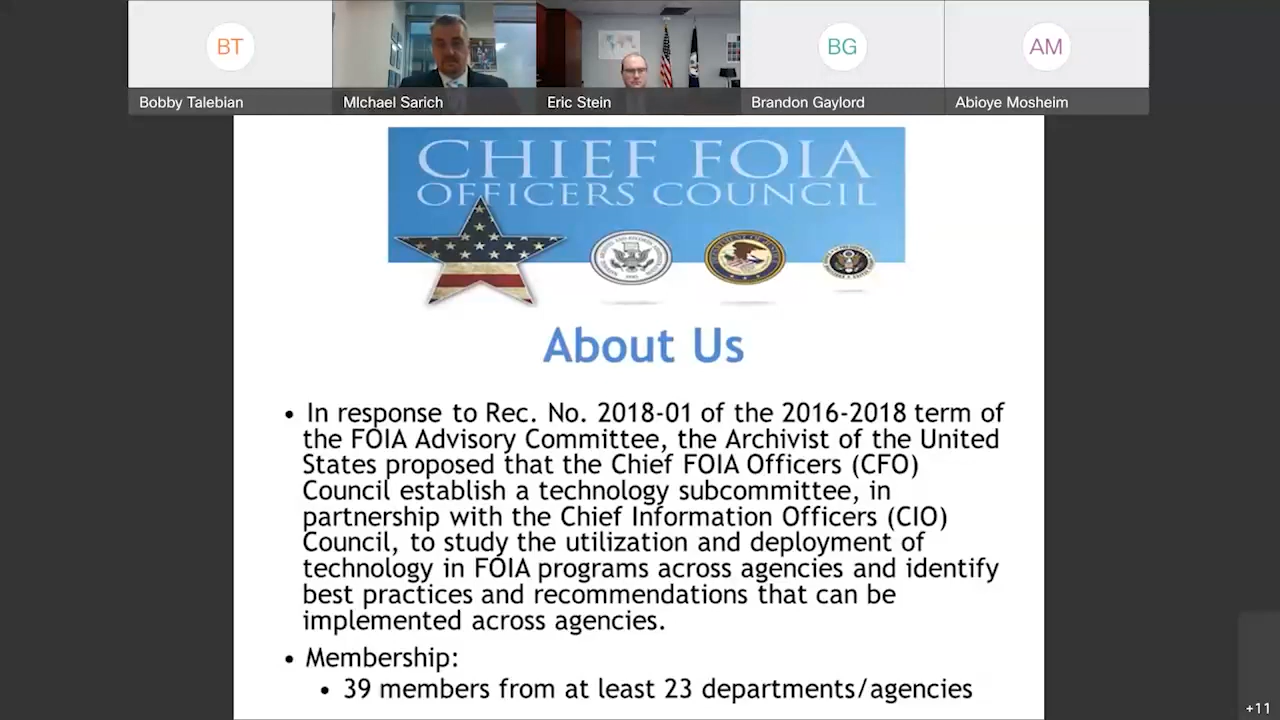 BT
BG
AM
Bobby Talebian
MIchael Sarich
Eric Stein
Brandon Gaylord
Abioye Mosheim
CHIEF FOIA
OFFICERS COUNCIL
About Us
• In response to Rec. No. 2018-01 of the 2016-2018 term of
the FOIA Advisory Committee, the Archivist of the United
States proposed that the Chief FOIA Officers (CFO)
Council establish a technology subcommittee, in
partnership with the Chief Information Officers (CIO)
Council, to study the utilization and deployment of
technology in FOIA programs across agencies and identify
best practices and recommendations that can be
implemented across agencies.
• Membership:
• 39 members from at least 23 departments/agencies
+11